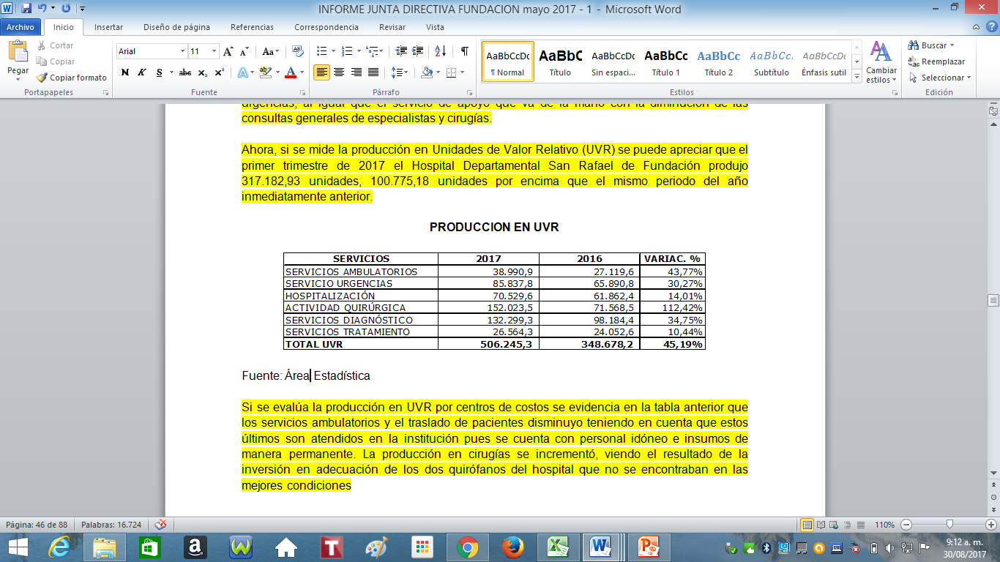 INFORME JUNTA DIRECTIVA FUNDACION mayo 2017 - 1 - Microsoft Word
Archivo Inicio Insertar Diseño de página Referencias Correspondencia Revisar Vista
Pegar
Cortar
Copiar
Copiar formato
Portapapeles
Arial 11
N K S abc x₂ x² A ab A
Fuente
Párrafo
AaBbCcDc AaBbC AaBbCcDc AaBbCc AaBbCc AaBbCc. AaBbCcDc
¶ Normal Título Sin espaci... Título 1 Título 2 Subtítulo Énfasis sutil
Cambiar estilos
Estilos
Buscar
Reemplazar
Seleccionar
Edición
urgencias, al igual que el servicio de apoyo que va de la mano con la diminución de las
consultas generales de especialistas y cirugías.
Ahora, si se mide la producción en Unidades de Valor Relativo (UVR) se puede apreciar que el
primer trimestre de 2017 el Hospital Departamental San Rafael de Fundación produjo
317.182,93 unidades, 100.775,18 unidades por encima que el mismo periodo del año
inmediatamente anterior.
PRODUCCION EN UVR
SERVICIOS 2017 2016 VARIAC. %
SERVICIOS AMBULATORIOS 38.990,9 27.119,6 43,77%
SERVICIO URGENCIAS 85.837,8 65.890,8 30,27%
HOSPITALIZACIÓN 70.529,6 61.862,4 14,01%
ACTIVIDAD QUIRÚRGICA 152.023,5 71.568,5 112,42%
SERVICIOS DIAGNÓSTICO 132.299,3 98.184,4 34,75%
SERVICIOS TRATAMIENTO 26.564,3 24.052,6 10,44%
TOTAL UVR 506.245,3 348.678,2 45,19%
Fuente: Área Estadística
Si se evalúa la producción en UVR por centros de costos se evidencia en la tabla anterior que
los servicios ambulatorios y el traslado de pacientes disminuyo teniendo en cuenta que estos
últimos son atendidos en la institución pues se cuenta con personal idóneo e insumos de
manera permanente. La producción en cirugías se incrementó, viendo el resultado de la
inversión en adecuación de los dos quirófanos del hospital que no se encontraban en las
mejores condiciones
Página: 46 de 88 Palabras: 16.724 110%
9:12 a. m.
30/08/2017